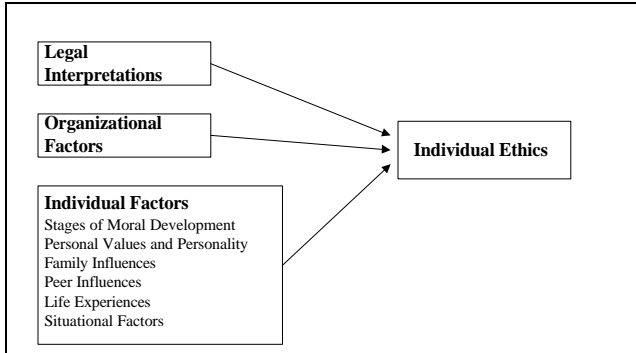 Legal
Interpretations
Organizational
Factors
Individual Ethics
Individual Factors
Stages of Moral Development
Personal Values and Personality
Family Influences
Peer Influences
Life Experiences
Situational Factors